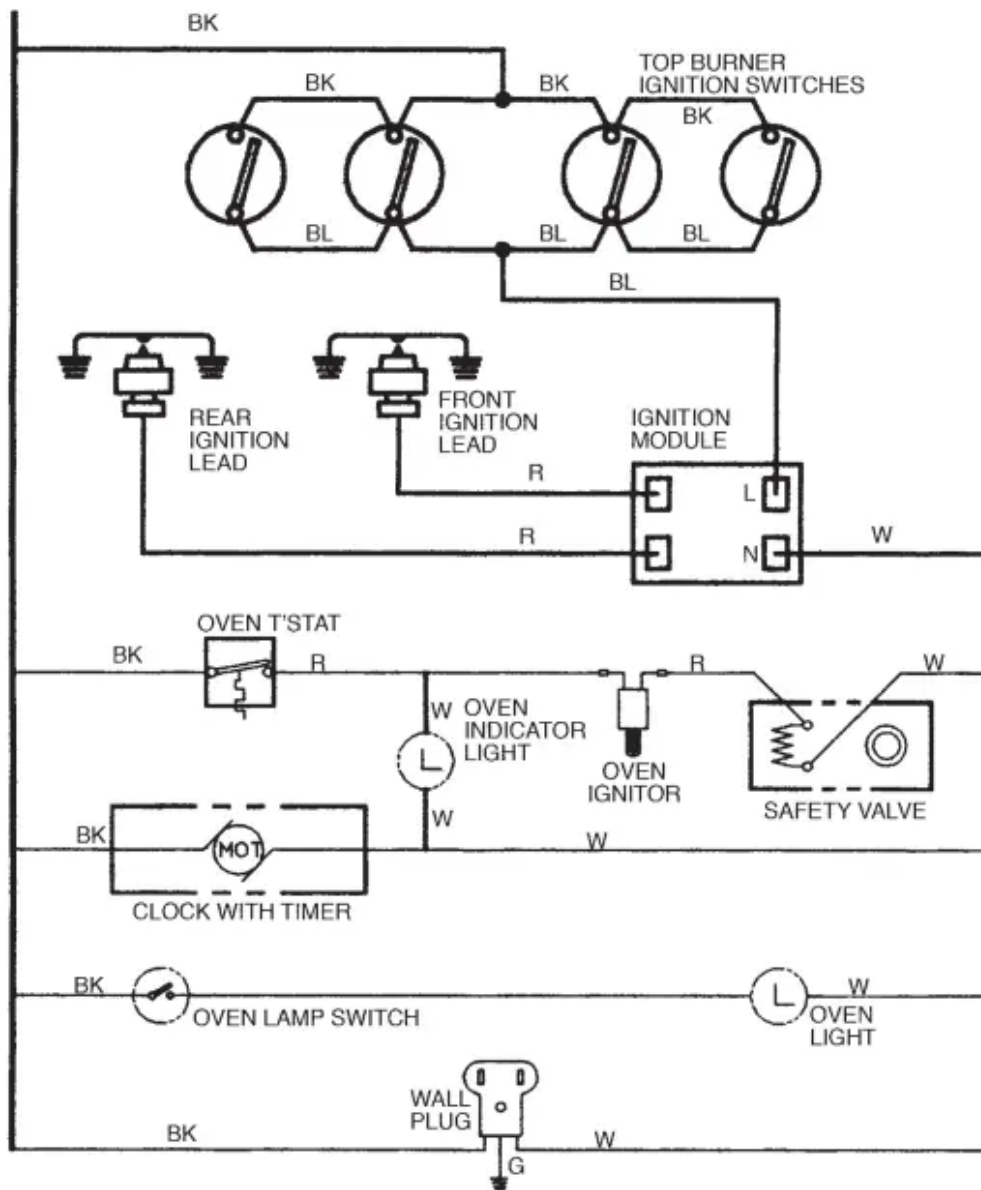 BK
TOP BURNER
IGNITION SWITCHES
BK
BK
BK
BL
BL
BL
BL
REAR
IGNITION
LEAD
FRONT
IGNITION
LEAD
IGNITION
MODULE
R
L
R
N
W
OVEN T'STAT
BK
R
R
W
W
OVEN
INDICATOR
LIGHT
OVEN
IGNITOR
SAFETY VALVE
W
BK
MOT
W
CLOCK WITH TIMER
BK
W
OVEN LAMP SWITCH
OVEN
LIGHT
WALL
PLUG
BK
W
G